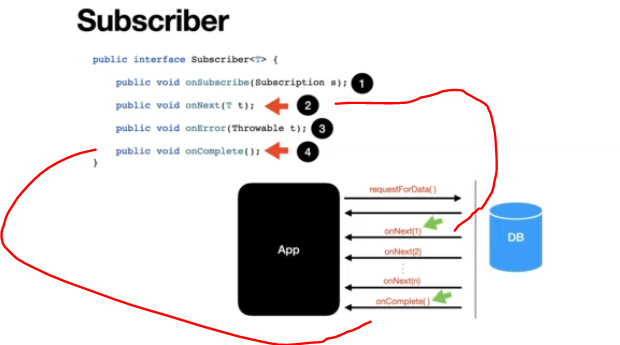 Subscriber
public interface Subscriber<T> {
public void onSubscribe(Subscription s); 1
public void onNext(T t); 2
public void onError(Throwable t); 3
public void onComplete(); 4
}
requestForData()
onNext(1)
App
DB
onNext(2)
onNext(n)
onComplete()